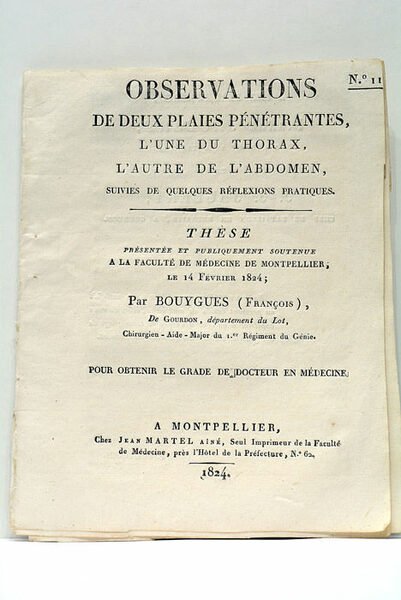 N.º 11
OBSERVATIONS
DE DEUX PLAIES PÉNÉTRANTES,
L'UNE DU THORAX,
L'AUTRE DE L'ABDOMEN,
SUIVIES DE QUELQUES RÉFLEXIONS PRATIQUES.
THÈSE
PRÉSENTÉE ET PUBLIQUEMENT SOUTENUE
A LA FACULTÉ DE MÉDECINE DE MONTPELLIER,
LE 14 FÉVRIER 1824;
Par BOUYGUES (François),
De Gourdon, département du Lot,
Chirurgien-Aide-Major du 1.er Régiment du Génie.
POUR OBTENIR LE GRADE DE DOCTEUR EN MÉDECINE.
A MONTPELLIER,
Chez JEAN MARTEL AÎNÉ, Seul Imprimeur de la Faculté
de Médecine, près l'Hôtel de la Préfecture, N.º 62.
1824.